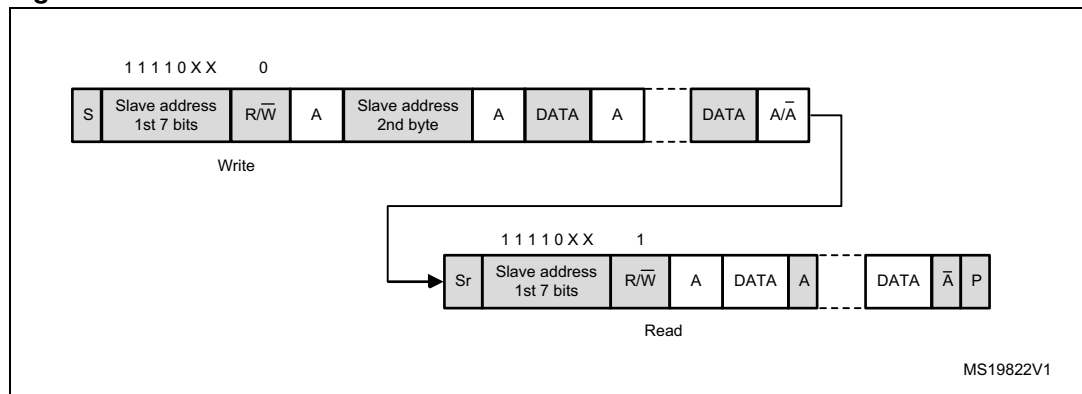 1 1 1 1 0 X X 0
S Slave address 1st 7 bits R/W̅ A Slave address 2nd byte A DATA A DATA A/A̅
Write
1 1 1 1 0 X X 1
Sr Slave address 1st 7 bits R/W̅ A DATA A DATA A̅ P
Read
MS19822V1